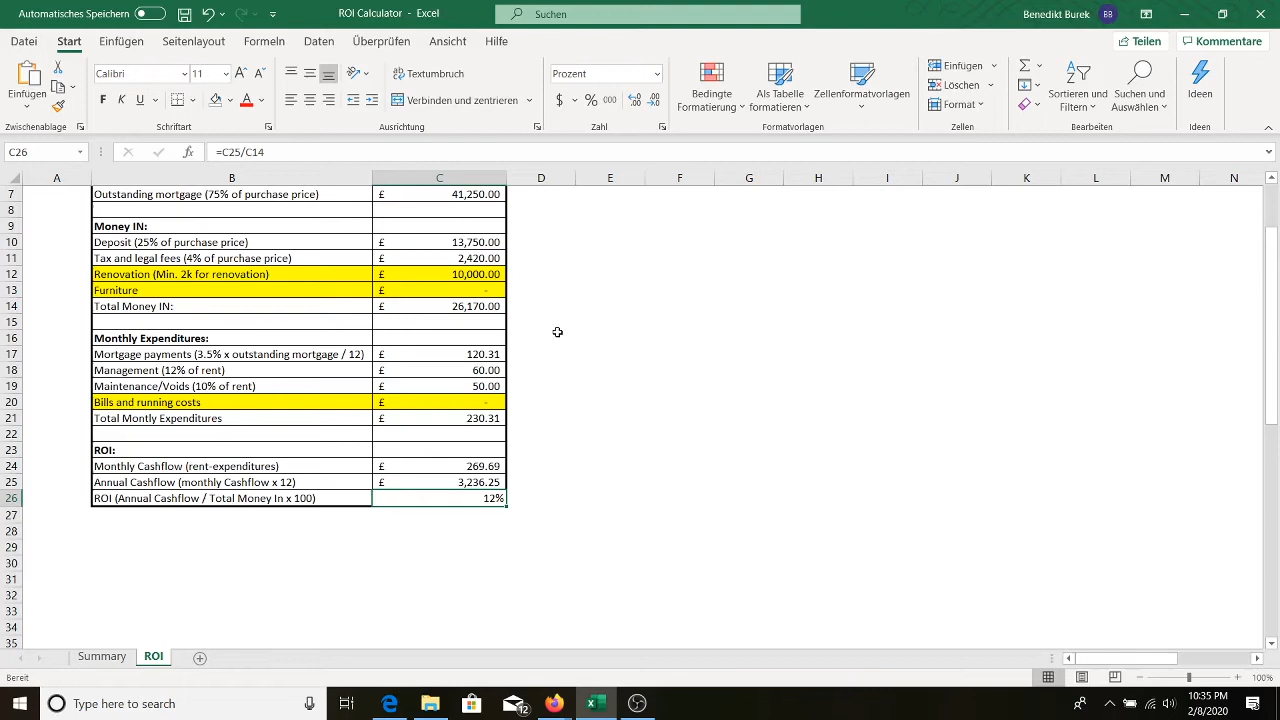 Automatisches Speichern
ROI Calculator - Excel
Suchen
Benedikt Burek BB
Datei Start Einfügen Seitenlayout Formeln Daten Überprüfen Ansicht Hilfe Teilen Kommentare
Einfügen
Zwischenablage
Calibri 11
F K U
Schriftart
Textumbruch
Verbinden und zentrieren
Ausrichtung
Prozent
$ % 000
Zahl
Bedingte Formatierung
Als Tabelle formatieren
Zellenformatvorlagen
Formatvorlagen
Einfügen
Löschen
Format
Zellen
Sortieren und Filtern
Suchen und Auswählen
Bearbeiten
Ideen
Ideen
C26 fx =C25/C14
A B C D E F G H I J K L M N
7 Outstanding mortgage (75% of purchase price) £ 41,250.00
8
9 Money IN:
10 Deposit (25% of purchase price) £ 13,750.00
11 Tax and legal fees (4% of purchase price) £ 2,420.00
12 Renovation (Min. 2k for renovation) £ 10,000.00
13 Furniture £ -
14 Total Money IN: £ 26,170.00
15
16 Monthly Expenditures:
17 Mortgage payments (3.5% x outstanding mortgage / 12) £ 120.31
18 Management (12% of rent) £ 60.00
19 Maintenance/Voids (10% of rent) £ 50.00
20 Bills and running costs £ -
21 Total Montly Expenditures £ 230.31
22
23 ROI:
24 Monthly Cashflow (rent-expenditures) £ 269.69
25 Annual Cashflow (monthly Cashflow x 12) £ 3,236.25
26 ROI (Annual Cashflow / Total Money In x 100) 12%
27
28
29
30
31
32
33
34
35
Summary ROI
Bereit 100%
Type here to search
12
10:35 PM
2/8/2020